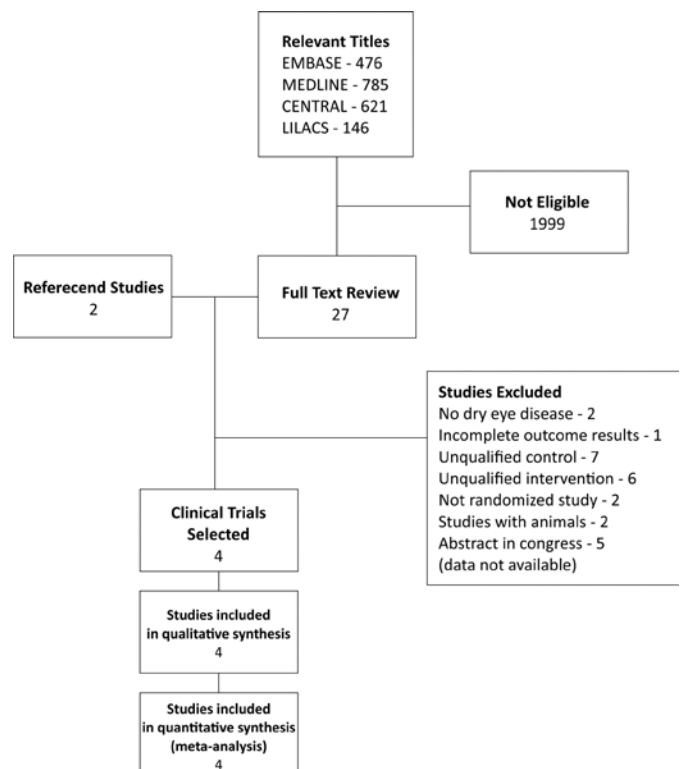 Relevant Titles
EMBASE - 476
MEDLINE - 785
CENTRAL - 621
LILACS - 146
Not Eligible
1999
Referecend Studies
2
Full Text Review
27
Studies Excluded
No dry eye disease - 2
Incomplete outcome results - 1
Unqualified control - 7
Unqualified intervention - 6
Not randomized study - 2
Studies with animals - 2
Abstract in congress - 5
(data not available)
Clinical Trials
Selected
4
Studies included
in qualitative synthesis
4
Studies included
in quantitative synthesis
(meta-analysis)
4